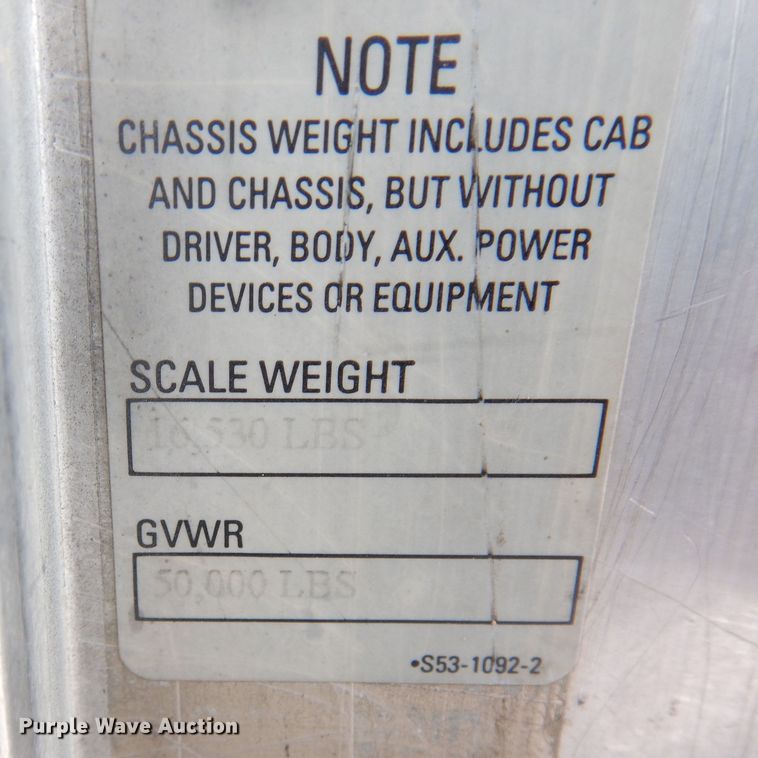 NOTE
CHASSIS WEIGHT INCLUDES CAB
AND CHASSIS, BUT WITHOUT
DRIVER, BODY, AUX. POWER
DEVICES OR EQUIPMENT
SCALE WEIGHT
16,530 LBS
GVWR
50,000 LBS
•S53-1092-2
Purple Wave Auction